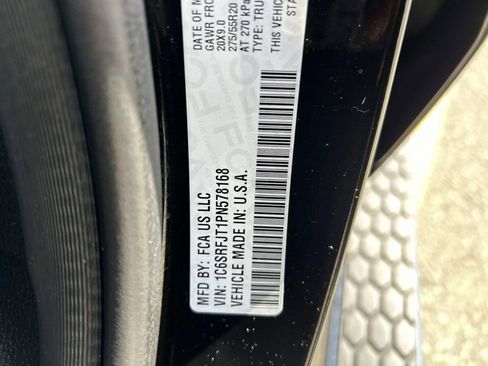 MFD BY: FCA US LLC
VIN: 1C6SRFJT1PN578168
VEHICLE MADE IN: U.S.A.
DATE OF M
GAWR FRO
20X9.0
275/55R20
AT 270 kPa
TYPE: TRU
THIS VEHIC
STA